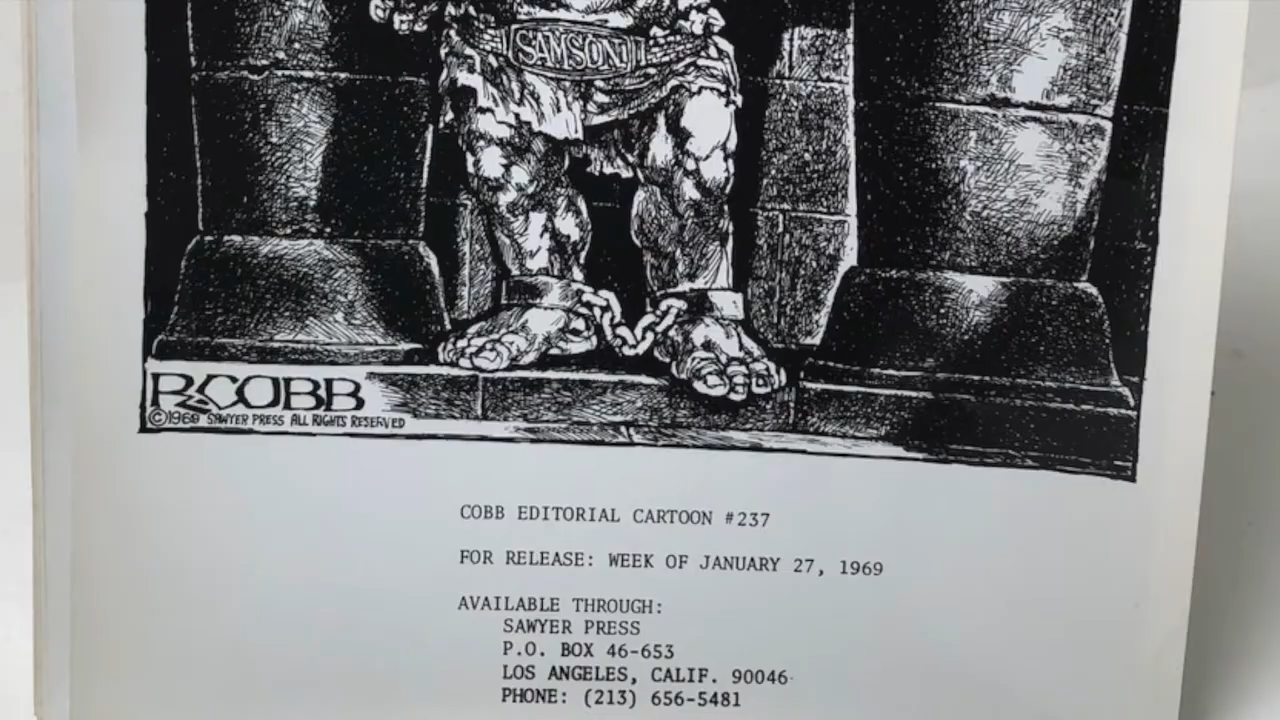 SAMSON
R. COBB
©1969 SAWYER PRESS ALL RIGHTS RESERVED
COBB EDITORIAL CARTOON #237
FOR RELEASE: WEEK OF JANUARY 27, 1969
AVAILABLE THROUGH:
SAWYER PRESS
P.O. BOX 46-653
LOS ANGELES, CALIF. 90046
PHONE: (213) 656-5481